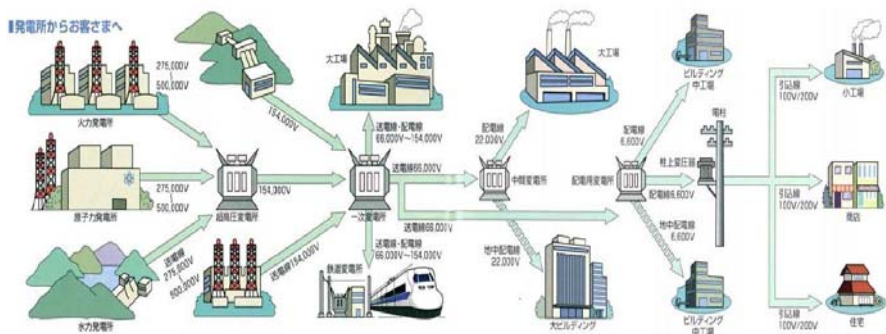 発電所からお客さまへ
275,000V
~
500,000V
火力発電所
154,000V
大工場
送電線・配電線
66,000V~154,000V
大工場
配電線
22,000V
ビルディング
中工場
配電線
6,600V
電柱
引込線
100V/200V
小工場
原子力発電所
275,000V
~
500,000V
超高圧変電所
154,000V
一次変電所
送電線66,000V
中間変電所
配電用変電所
柱上変圧器
配電線6,600V
引込線
100V/200V
商店
送電線66,000V
送電線
275,000V
~
500,000V
水力発電所
送電線154,000V
送電線・配電線
66,000V~154,000V
鉄道変電所
地中配電線
22,000V
大ビルディング
地中配電線
6,600V
ビルディング
中工場
引込線
100V/200V
住宅